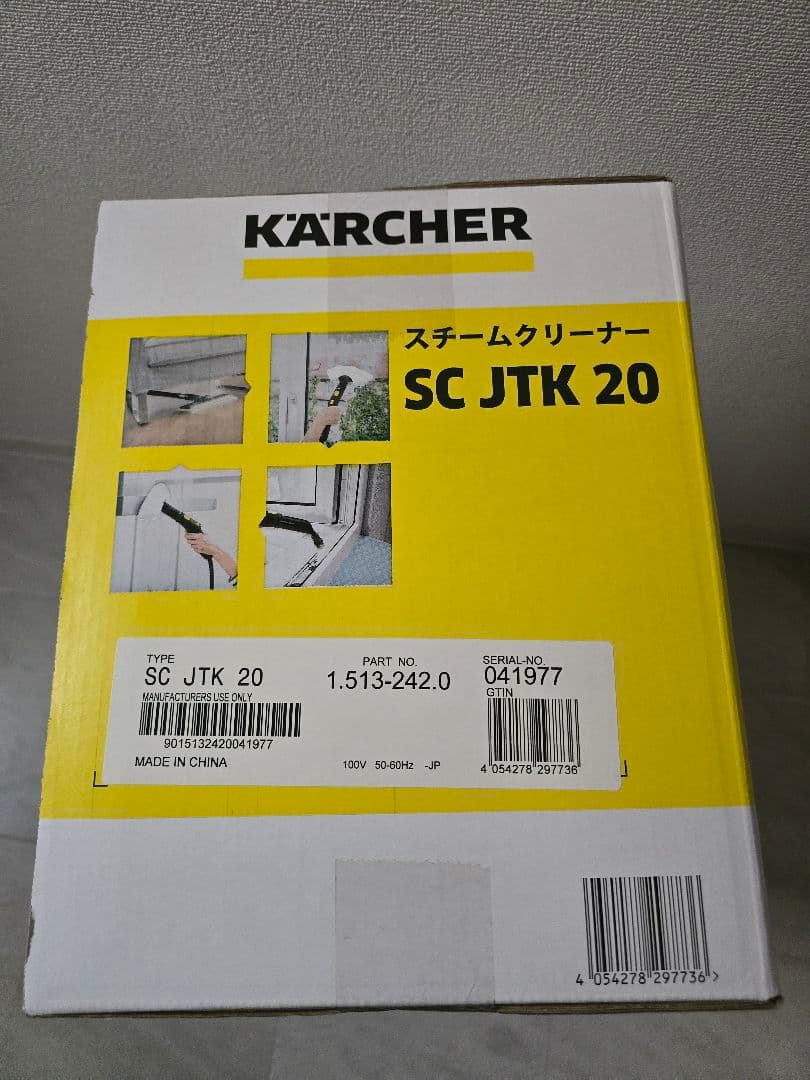 KÄRCHER
スチームクリーナー
SC JTK 20
TYPE
SC JTK 20
MANUFACTURERS USE ONLY
9015132420041977
MADE IN CHINA
PART NO.
1.513-242.0
100V 50-60Hz -JP
SERIAL-NO.
041977
GTIN
4 054278 297736
4 054278 297736 >